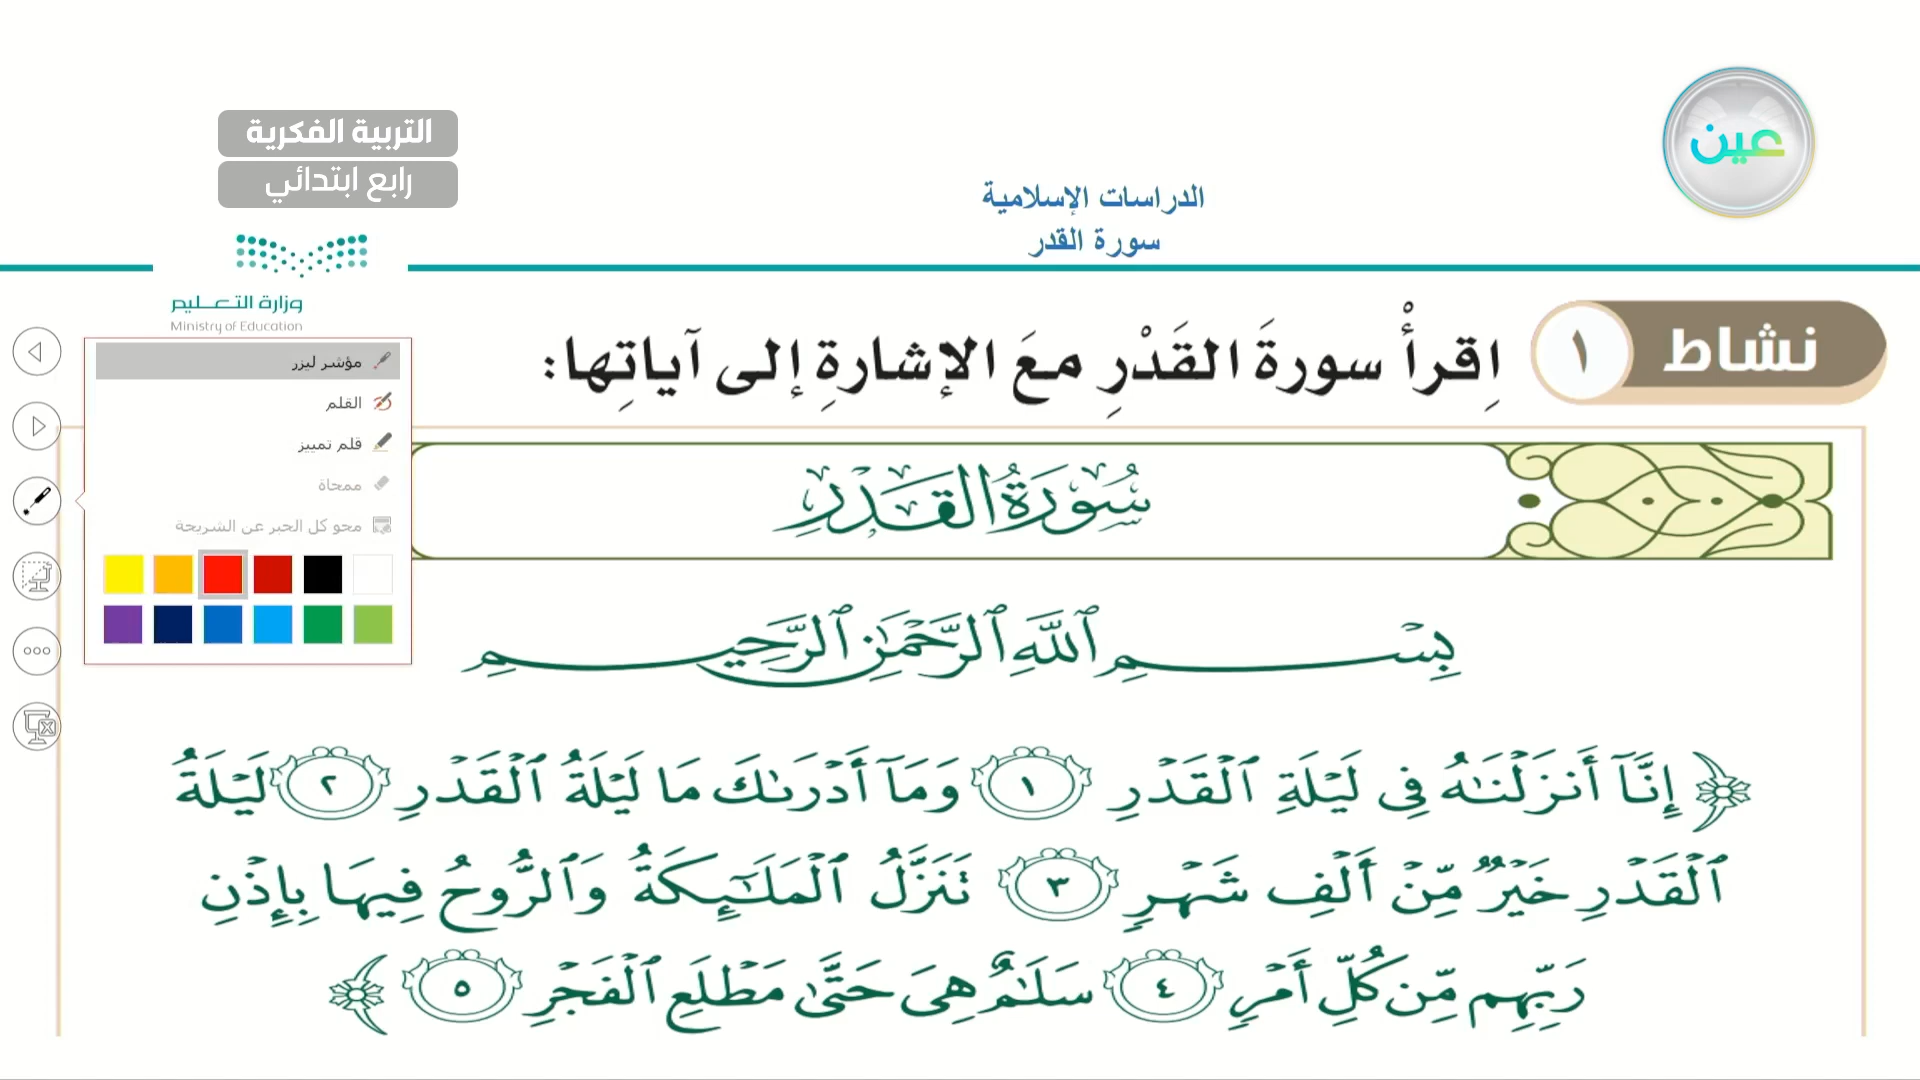 عين
التربية الفكرية
رابع ابتدائي
الدراسات الإسلامية
سورة القدر
وزارة التعليم
Ministry of Education
نشاط ١ اِقرأْ سورةَ القَدْرِ معَ الإشارةِ إلى آياتِها:
مؤشر ليزر
القلم
قلم تمييز
ممحاة
محو كل الحبر عن الشريحة
سُورَةُ القَدْرِ
بِسْمِ ٱللَّهِ ٱلرَّحْمَٰنِ ٱلرَّحِيمِ
﴿ إِنَّآ أَنزَلْنَٰهُ فِى لَيْلَةِ ٱلْقَدْرِ ١ وَمَآ أَدْرَىٰكَ مَا لَيْلَةُ ٱلْقَدْرِ ٢ لَيْلَةُ
ٱلْقَدْرِ خَيْرٌ مِّنْ أَلْفِ شَهْرٍ ٣ تَنَزَّلُ ٱلْمَلَٰٓئِكَةُ وَٱلرُّوحُ فِيهَا بِإِذْنِ
رَبِّهِم مِّن كُلِّ أَمْرٍ ٤ سَلَٰمٌ هِىَ حَتَّىٰ مَطْلَعِ ٱلْفَجْرِ ٥ ﴾